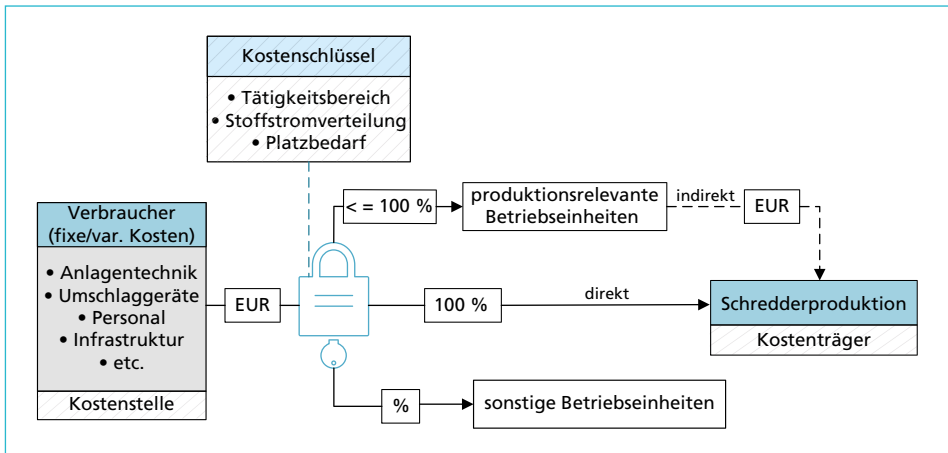 Kostenschlüssel
• Tätigkeitsbereich
• Stoffstromverteilung
• Platzbedarf
Verbraucher
(fixe/var. Kosten)
• Anlagentechnik
• Umschlaggeräte
• Personal
• Infrastruktur
• etc.
Kostenstelle
EUR
< = 100 %
produktionsrelevante
Betriebseinheiten
indirekt
EUR
100 %
direkt
Schredderproduktion
Kostenträger
%
sonstige Betriebseinheiten